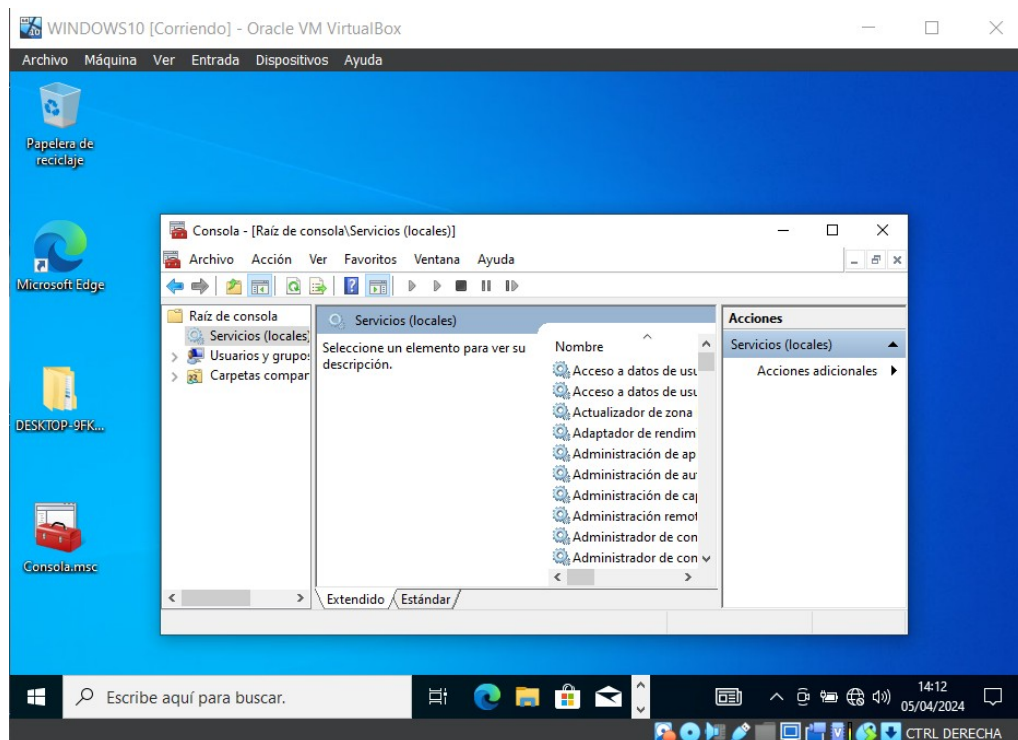 WINDOWS10 [Corriendo] - Oracle VM VirtualBox
Archivo Máquina Ver Entrada Dispositivos Ayuda
Papelera de
reciclaje
Microsoft Edge
DESKTOP-9FK...
Consola.msc
Consola - [Raíz de consola\Servicios (locales)]
Archivo Acción Ver Favoritos Ventana Ayuda
Raíz de consola
Servicios (locales)
Usuarios y grupos
Carpetas compar
Servicios (locales)
Seleccione un elemento para ver su
descripción.
Nombre
Acceso a datos de usu
Acceso a datos de usu
Actualizador de zona
Adaptador de rendim
Administración de ap
Administración de au
Administración de cap
Administración remot
Administrador de con
Administrador de con
Extendido
Estándar
Acciones
Servicios (locales)
Acciones adicionales
Escribe aquí para buscar.
14:12
05/04/2024
CTRL DERECHA